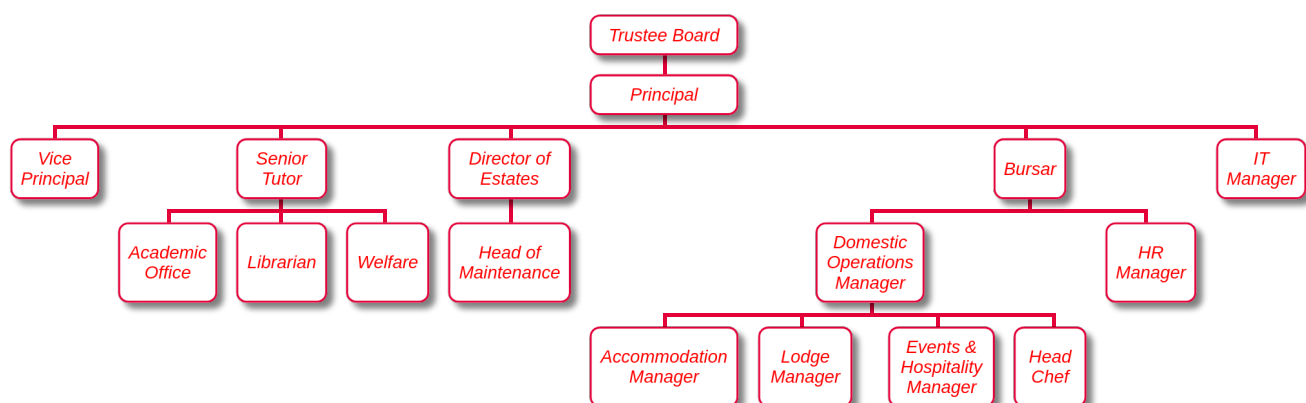 Trustee Board
Principal
Vice
Principal
Senior
Tutor
Director of
Estates
Bursar
IT
Manager
Academic
Office
Librarian
Welfare
Head of
Maintenance
Domestic
Operations
Manager
HR
Manager
Accommodation
Manager
Lodge
Manager
Events &
Hospitality
Manager
Head
Chef